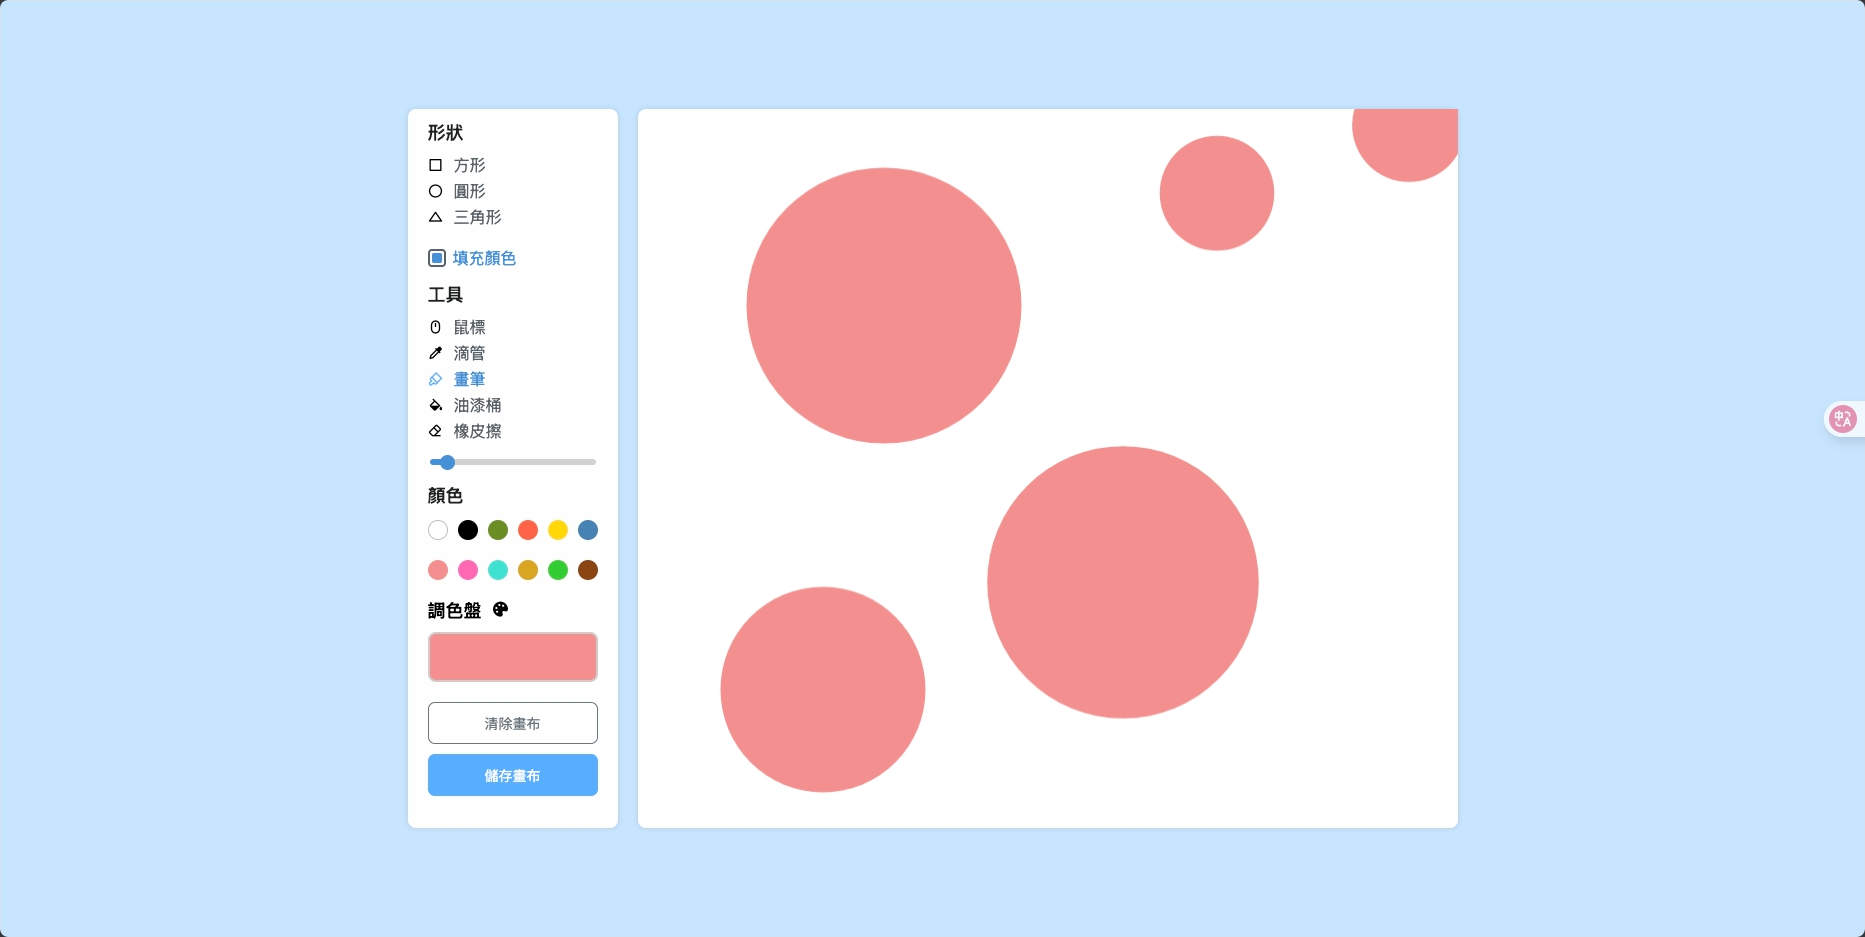 形狀
方形
圓形
三角形
填充顏色
工具
鼠標
滴管
畫筆
油漆桶
橡皮擦
顏色
調色盤
清除畫布
儲存畫布
中A